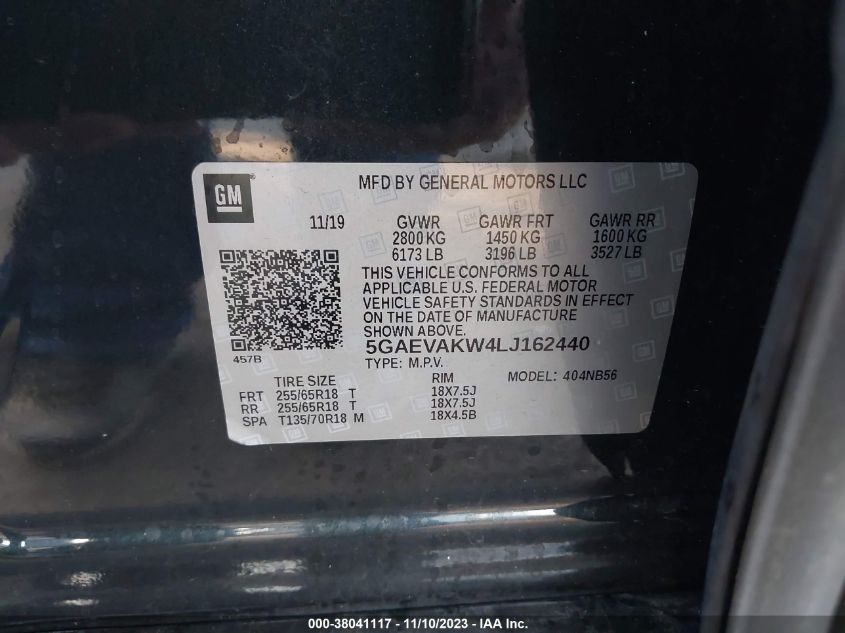 GM
MFD BY GENERAL MOTORS LLC
11/19 GVWR GAWR FRT GAWR RR
2800 KG 1450 KG 1600 KG
6173 LB 3196 LB 3527 LB
THIS VEHICLE CONFORMS TO ALL
APPLICABLE U.S. FEDERAL MOTOR
VEHICLE SAFETY STANDARDS IN EFFECT
ON THE DATE OF MANUFACTURE
SHOWN ABOVE.
457B
5GAEVAKW4LJ162440
TYPE: M.P.V. MODEL: 404NB56
TIRE SIZE RIM
FRT 255/65R18 T 18X7.5J
RR 255/65R18 T 18X7.5J
SPA T135/70R18 M 18X4.5B
000-38041117 - 11/10/2023 - www.iaai.com